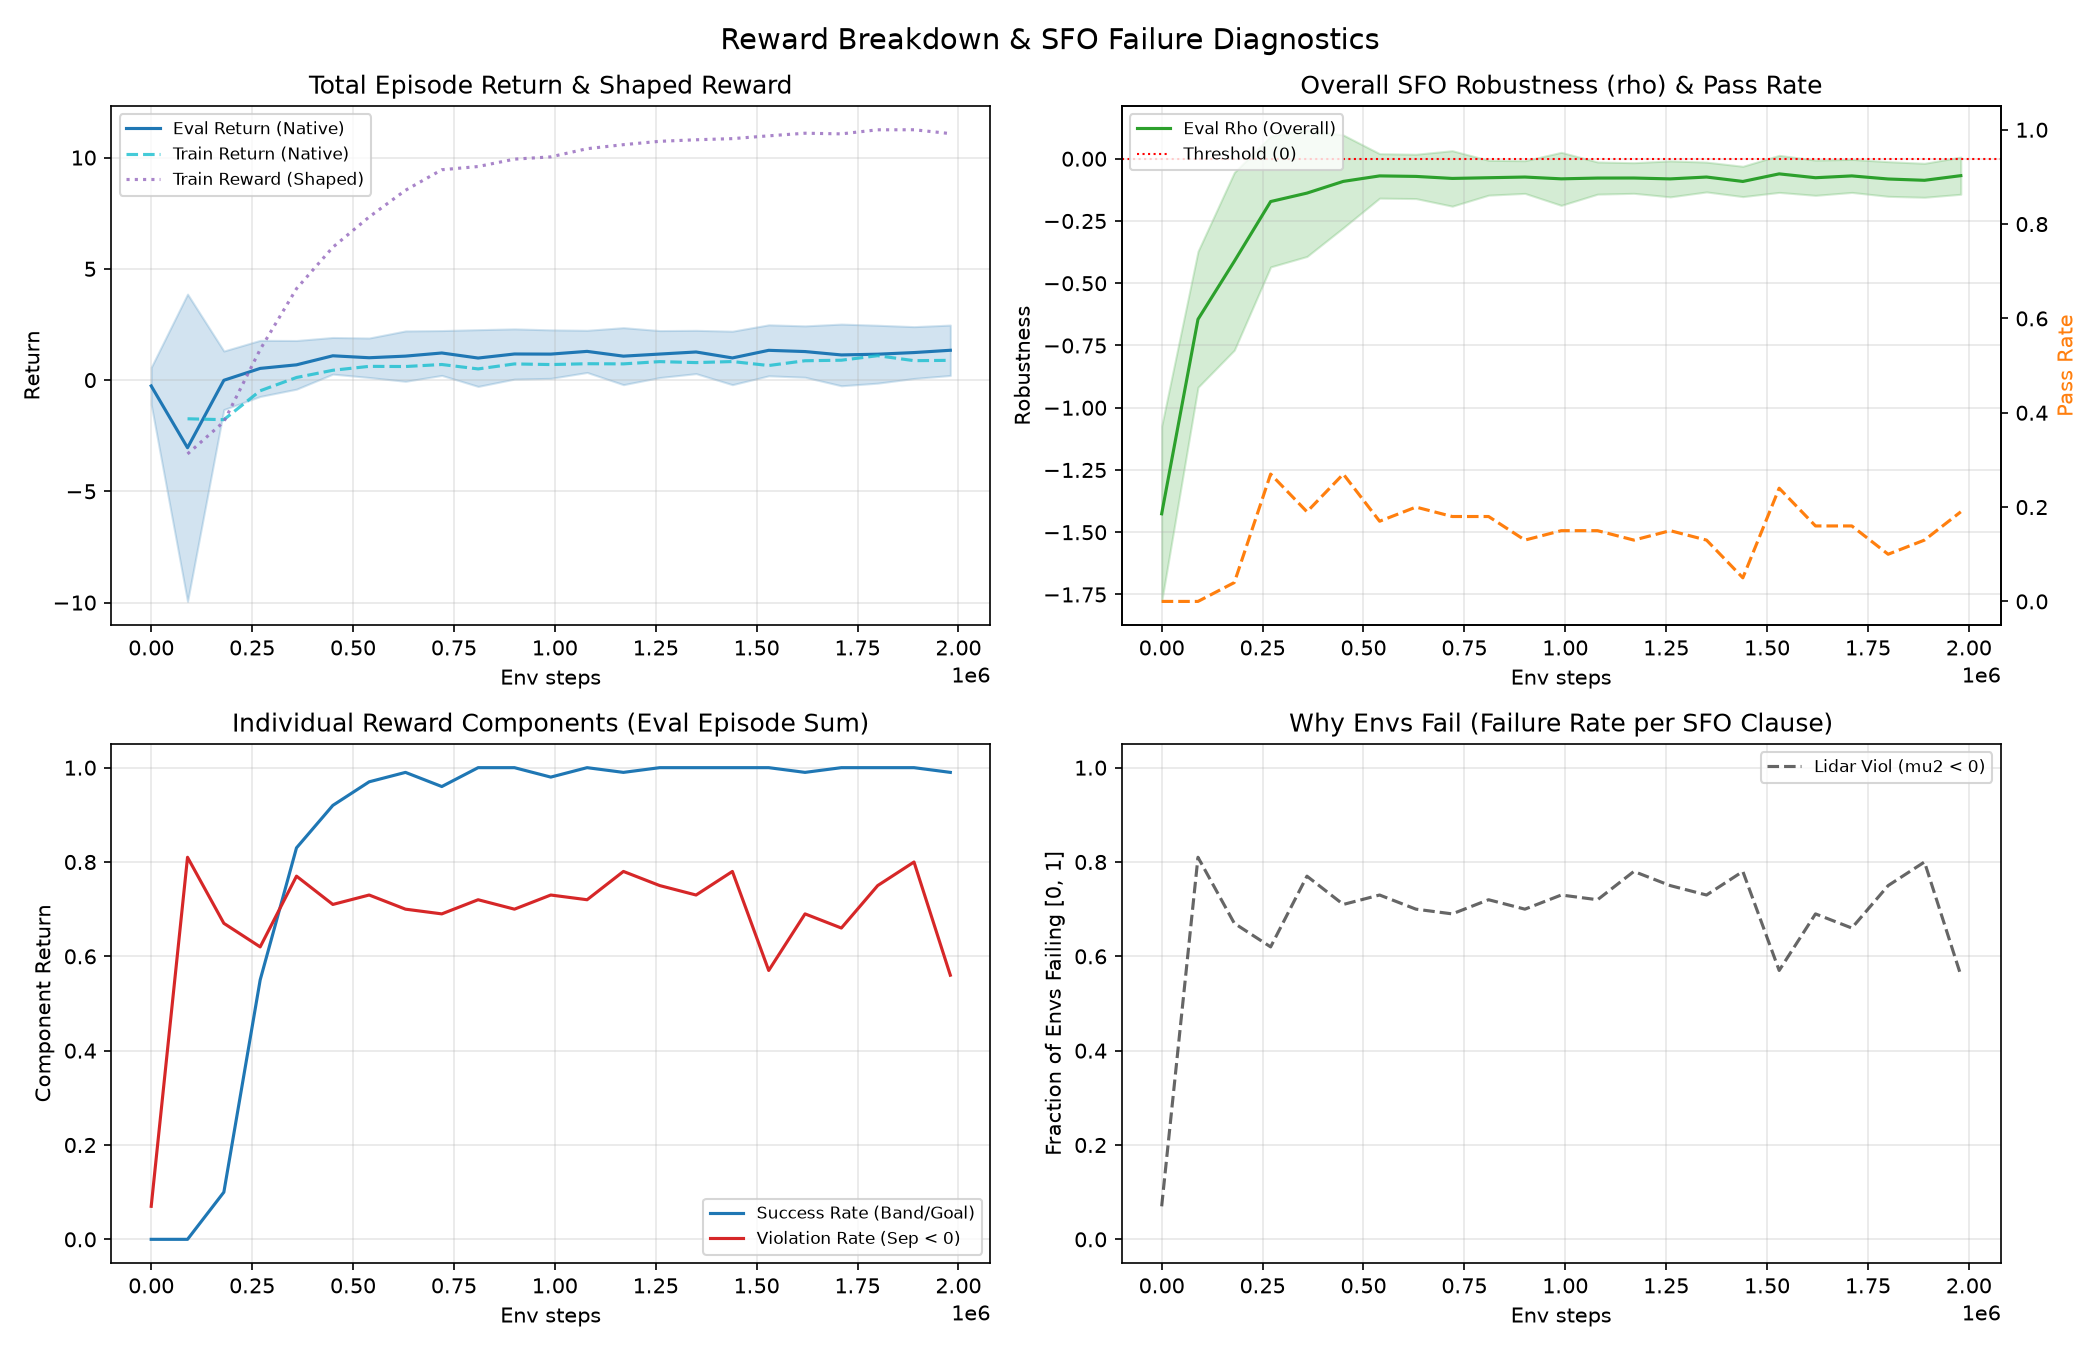 Reward Breakdown & SFO Failure Diagnostics
Total Episode Return & Shaped Reward
Eval Return (Native)
Train Return (Native)
Train Reward (Shaped)
Return
10
5
0
−5
−10
0.00 0.25 0.50 0.75 1.00 1.25 1.50 1.75 2.00
1e6
Env steps
Overall SFO Robustness (rho) & Pass Rate
Eval Rho (Overall)
Threshold (0)
Robustness
0.00
−0.25
−0.50
−0.75
−1.00
−1.25
−1.50
−1.75
Pass Rate
1.0
0.8
0.6
0.4
0.2
0.0
0.00 0.25 0.50 0.75 1.00 1.25 1.50 1.75 2.00
1e6
Env steps
Individual Reward Components (Eval Episode Sum)
Component Return
1.0
0.8
0.6
0.4
0.2
0.0
Success Rate (Band/Goal)
Violation Rate (Sep < 0)
0.00 0.25 0.50 0.75 1.00 1.25 1.50 1.75 2.00
1e6
Env steps
Why Envs Fail (Failure Rate per SFO Clause)
Lidar Viol (mu2 < 0)
Fraction of Envs Failing [0, 1]
1.0
0.8
0.6
0.4
0.2
0.0
0.00 0.25 0.50 0.75 1.00 1.25 1.50 1.75 2.00
1e6
Env steps